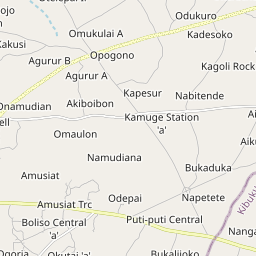 Odukuro
Omukulai A
Kadesoko
Kakusi
Opogono
Agurur B
Kagoli Rock
Agurur A
Kapesur
Nabitende
Onamudian
Akiboibon
Kamuge Station
'a'
Omaulon
Namudiana
Bukaduka
Amusiat
Odepai
Napetete
Amusiat Trc
Puti-puti Central
Boliso Central
'a'
Bukalijoko